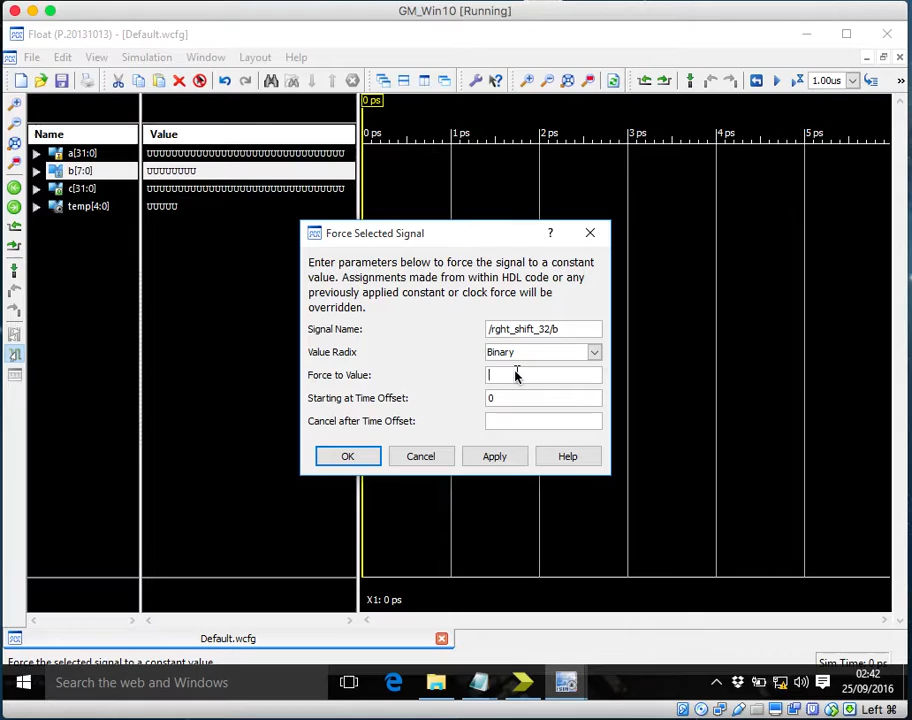 GM_Win10 [Running]
Float (P.20131013) - [Default.wcfg]
File Edit View Simulation Window Layout Help
1.00us
0 ps
Name Value
0 ps 1 ps 2 ps 3 ps 4 ps 5 ps
a[31:0] UUUUUUUUUUUUUUUUUUUUUUUUUUUUUUUU
b[7:0] UUUUUUUU
c[31:0] UUUUUUUUUUUUUUUUUUUUUUUUUUUUUUUU
temp[4:0] UUUUU
Force Selected Signal
Enter parameters below to force the signal to a constant
value. Assignments made from within HDL code or any
previously applied constant or clock force will be
overridden.
Signal Name: /rght_shift_32/b
Value Radix Binary
Force to Value:
Starting at Time Offset: 0
Cancel after Time Offset:
OK Cancel Apply Help
X1: 0 ps
Default.wcfg
Force the selected signal to a constant value
Sim Time: 0 ps
Search the web and Windows
02:42
25/09/2016
Left ⌘